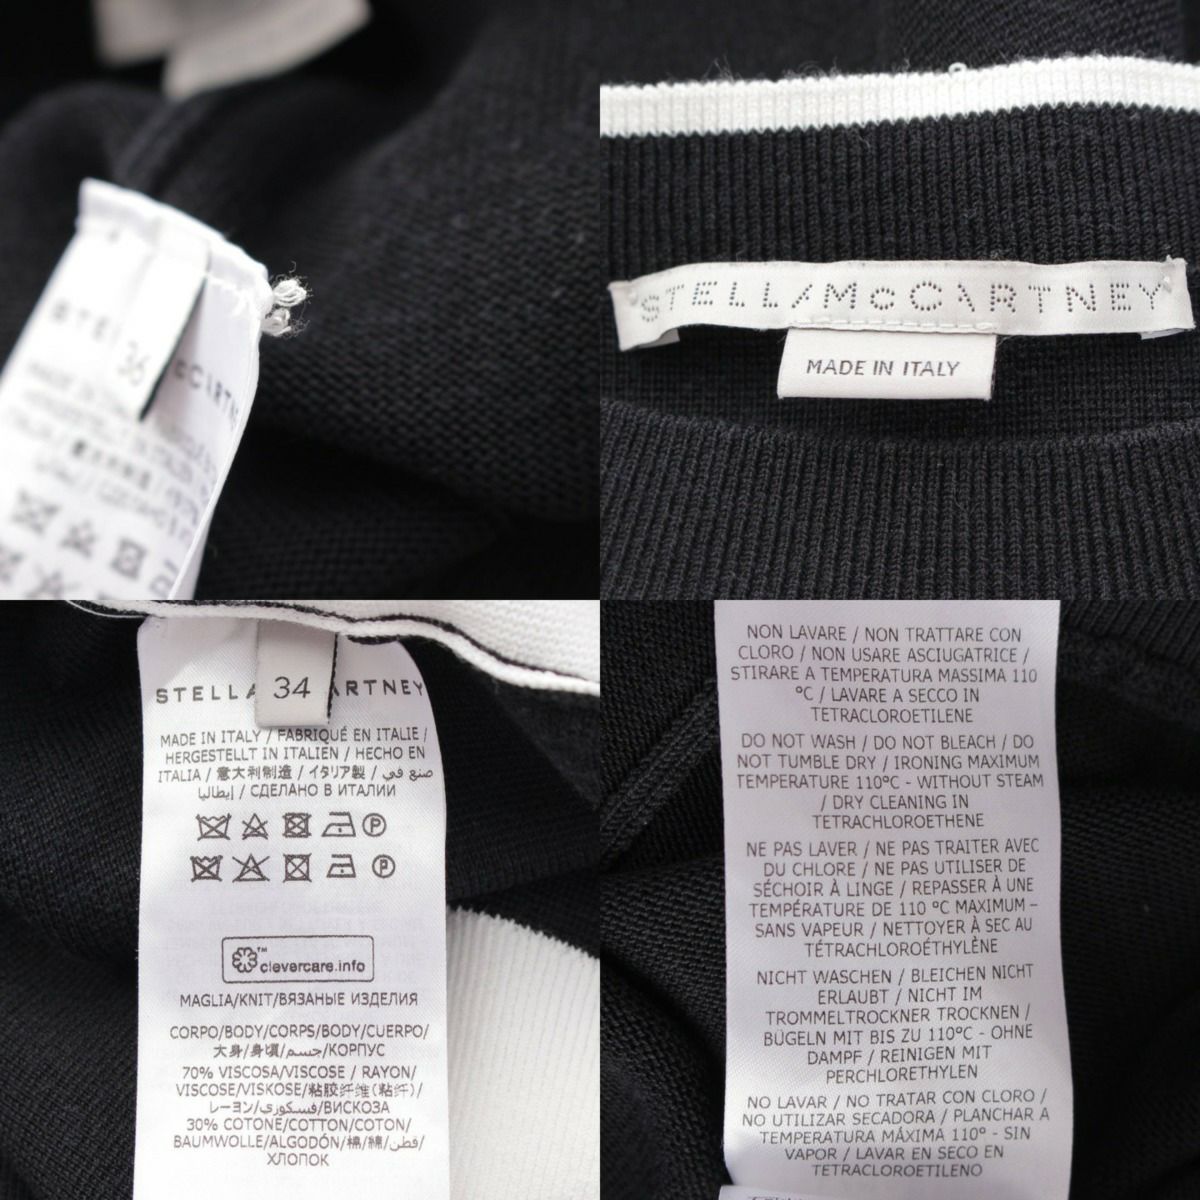 36
STELLA McCARTNEY
MADE IN ITALY
34
STELLA
ARTNEY
MADE IN ITALY / FABRIQUÉ EN ITALIE /
HERGESTELLT IN ITALIEN / HECHO EN
ITALIA / 意大利制造 / イタリア製 / صنع في
إيطاليا / СДЕЛАНО В ИТАЛИИ
P
P
™
clevercare.info
MAGLIA/KNIT/ВЯЗАНЫЕ ИЗДЕЛИЯ
CORPO/BODY/CORPS/BODY/CUERPO/
大身/身頃/جسم/КОРПУС
70% VISCOSA/VISCOSE / RAYON/
VISCOSE/VISKOSE/粘胶纤维(粘纤)/
レーヨン/فسكوزي/ВИСКОЗА
30% COTONE/COTTON/COTON/
BAUMWOLLE/ALGODÓN/棉/綿/قطن/
ХЛОПОК
NON LAVARE / NON TRATTARE CON
CLORO / NON USARE ASCIUGATRICE /
STIRARE A TEMPERATURA MASSIMA 110
°C / LAVARE A SECCO IN
TETRACLOROETILENE
DO NOT WASH / DO NOT BLEACH / DO
NOT TUMBLE DRY / IRONING MAXIMUM
TEMPERATURE 110°C - WITHOUT STEAM
/ DRY CLEANING IN
TETRACHLOROETHENE
NE PAS LAVER / NE PAS TRAITER AVEC
DU CHLORE / NE PAS UTILISER DE
SÉCHOIR À LINGE / REPASSER À UNE
TEMPÉRATURE DE 110 °C MAXIMUM –
SANS VAPEUR / NETTOYER À SEC AU
TÉTRACHLOROÉTHYLÈNE
NICHT WASCHEN / BLEICHEN NICHT
ERLAUBT / NICHT IM
TROMMELTROCKNER TROCKNEN /
BÜGELN MIT BIS ZU 110°C - OHNE
DAMPF / REINIGEN MIT
PERCHLORETHYLEN
NO LAVAR / NO TRATAR CON CLORO /
NO UTILIZAR SECADORA / PLANCHAR A
TEMPERATURA MÁXIMA 110° - SIN
VAPOR / LAVAR EN SECO EN
TETRACLOROETILENO